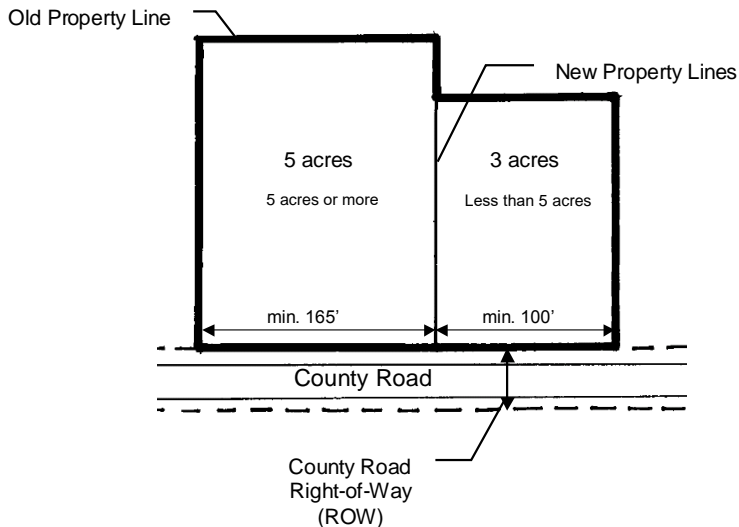 Old Property Line
New Property Lines
5 acres
3 acres
5 acres or more
Less than 5 acres
min. 165’
min. 100’
County Road
County Road
Right-of-Way
(ROW)